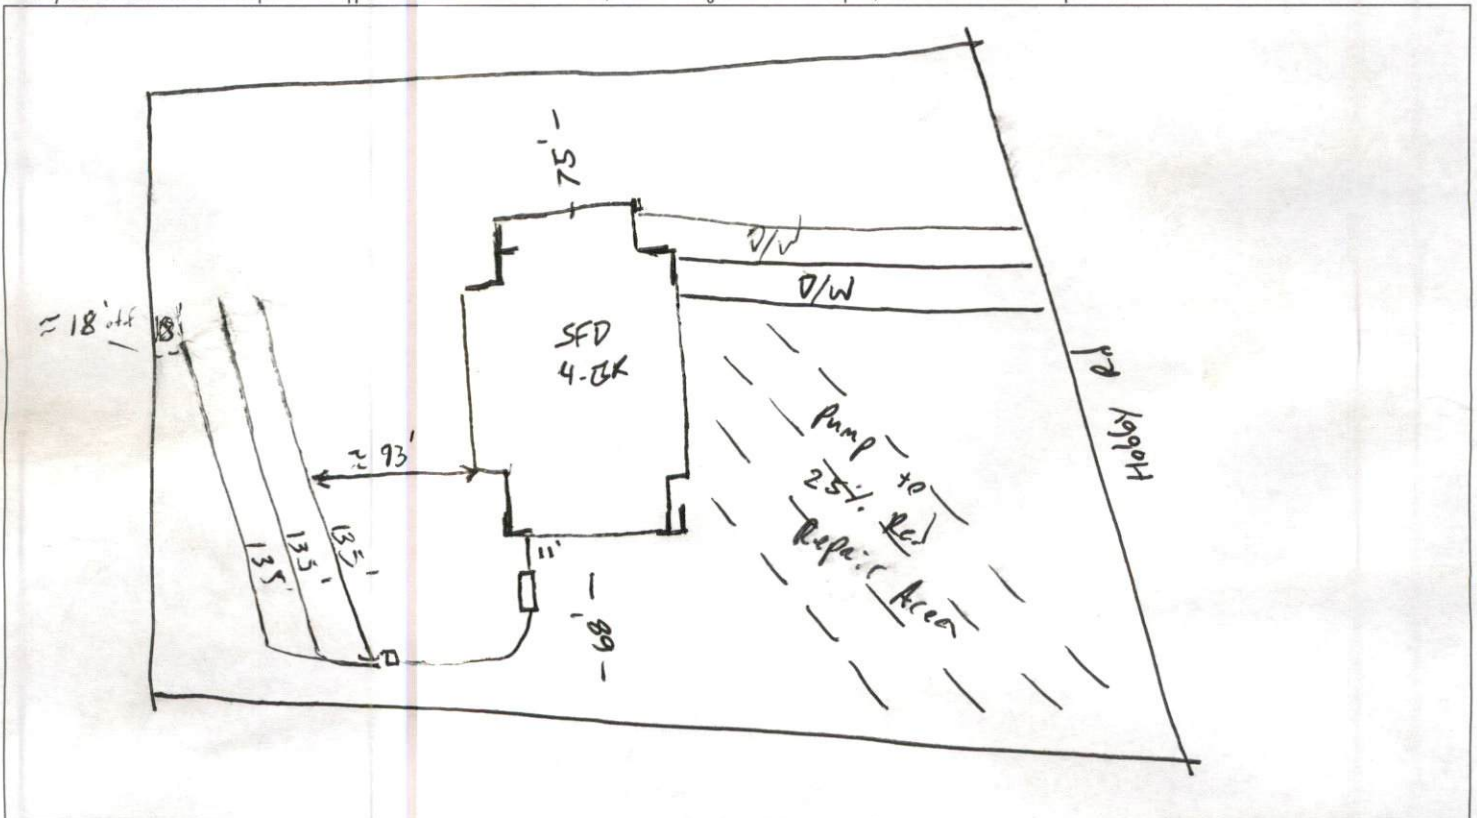 - 75' -
D/W
D/W
≈ 18' off
18'
SFD
4-BR
≈ 93'
Pump to
25% Red
Repair Area
Hobby Rd
135'
135'
135'
11'
- 68' -